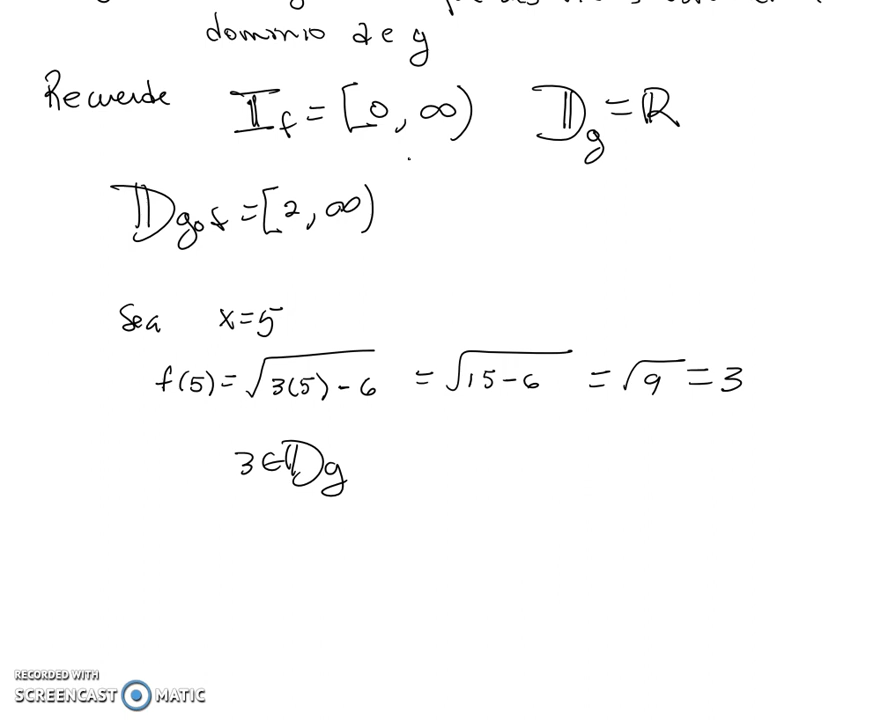 dominio de g
Recuerde I_f = [0, ∞) D_g = ℝ
D_gof = [2, ∞)
Sea x=5
f(5) = √3(5)-6 = √15-6 = √9 = 3
3 ∈ D_g
RECORDED WITH
SCREENCAST MATIC